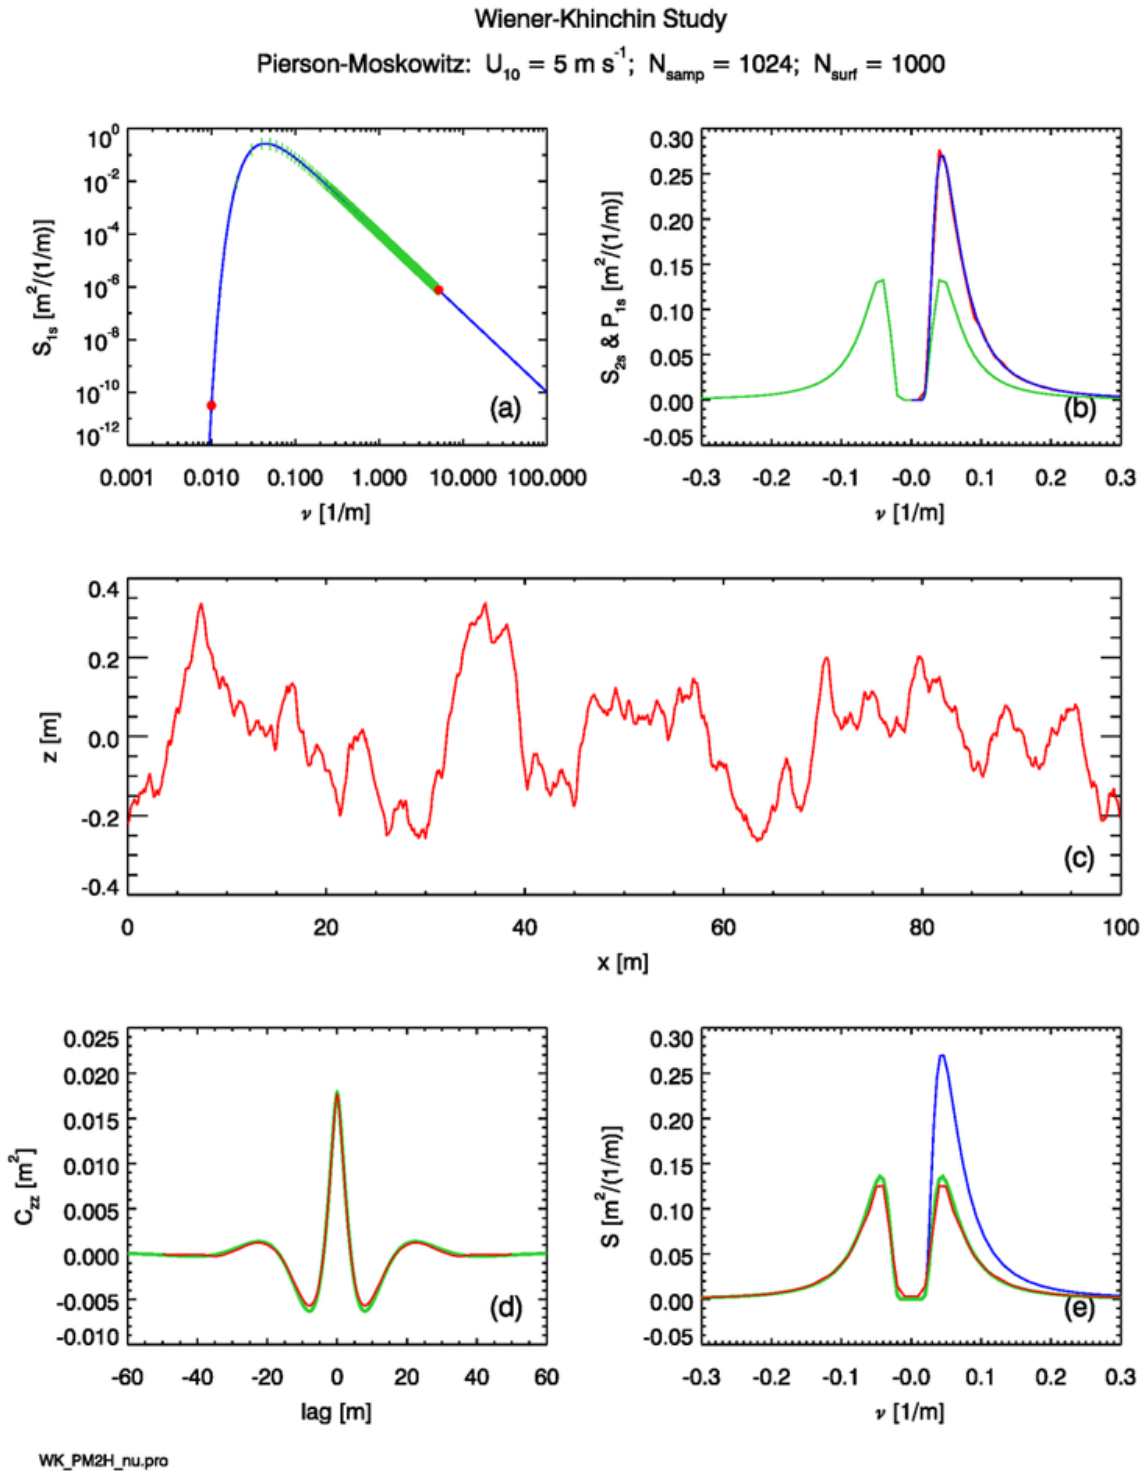 Wiener-Khinchin Study
Pierson-Moskowitz: U₁₀ = 5 m s⁻¹; N_samp = 1024; N_surf = 1000
S₁ₛ [m²/(1/m)]
10⁰
10⁻²
10⁻⁴
10⁻⁶
10⁻⁸
10⁻¹⁰
10⁻¹²
(a)
0.001 0.010 0.100 1.000 10.000 100.000
ν [1/m]
S₂ₛ & P₁ₛ [m²/(1/m)]
0.30
0.25
0.20
0.15
0.10
0.05
0.00
-0.05
(b)
-0.3 -0.2 -0.1 -0.0 0.1 0.2 0.3
ν [1/m]
z [m]
0.4
0.2
0.0
-0.2
-0.4
(c)
0 20 40 60 80 100
x [m]
C_zz [m²]
0.025
0.020
0.015
0.010
0.005
0.000
-0.005
-0.010
(d)
-60 -40 -20 0 20 40 60
lag [m]
S [m²/(1/m)]
0.30
0.25
0.20
0.15
0.10
0.05
0.00
-0.05
(e)
-0.3 -0.2 -0.1 -0.0 0.1 0.2 0.3
ν [1/m]
WK_PM2H_nu.pro